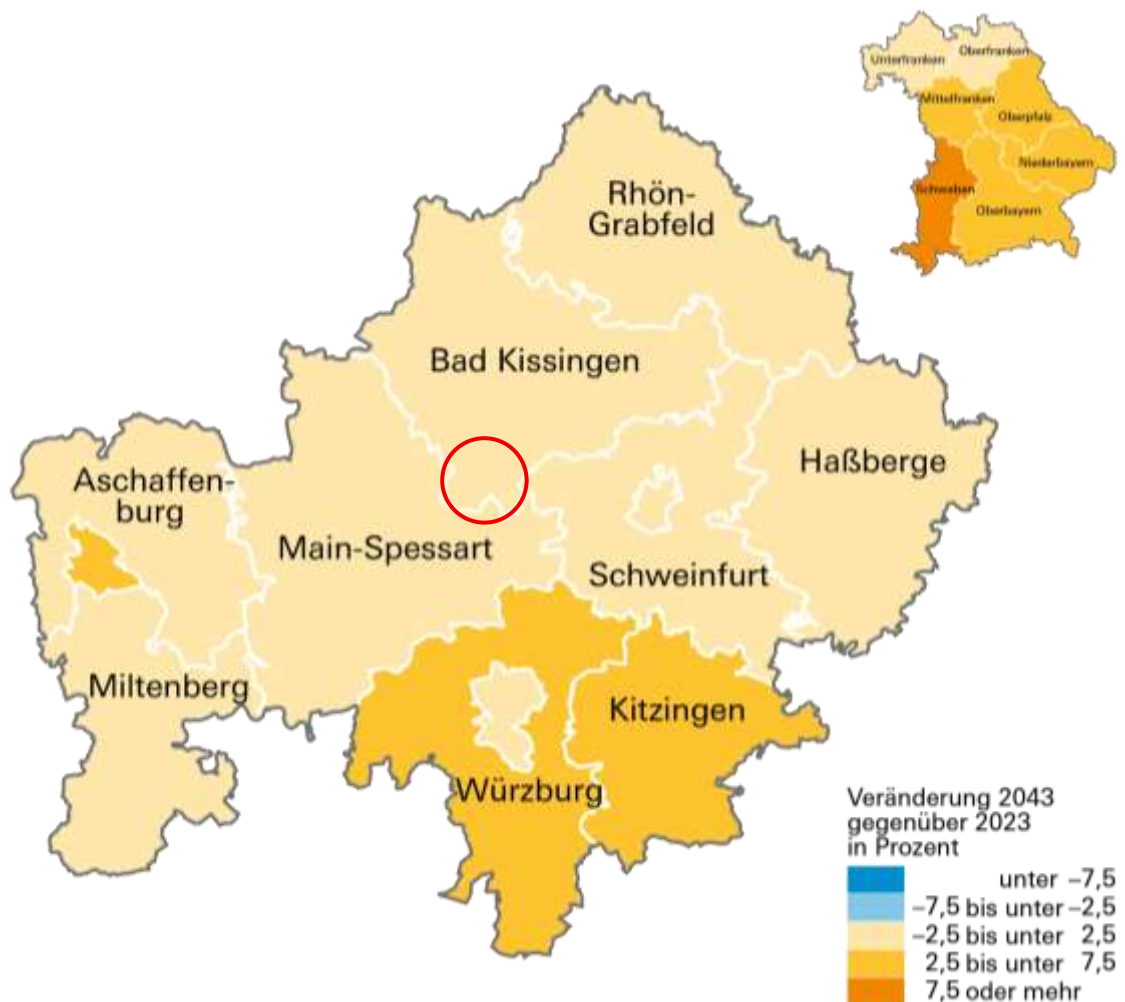 Unterfranken
Oberfranken
Mittelfranken
Oberpfalz
Niederbayern
Schwaben
Oberbayern
Rhön-
Grabfeld
Bad Kissingen
Haßberge
Aschaffen-
burg
Main-Spessart
Schweinfurt
Miltenberg
Kitzingen
Würzburg
Veränderung 2043
gegenüber 2023
in Prozent
unter –7,5
–7,5 bis unter –2,5
–2,5 bis unter 2,5
2,5 bis unter 7,5
7,5 oder mehr